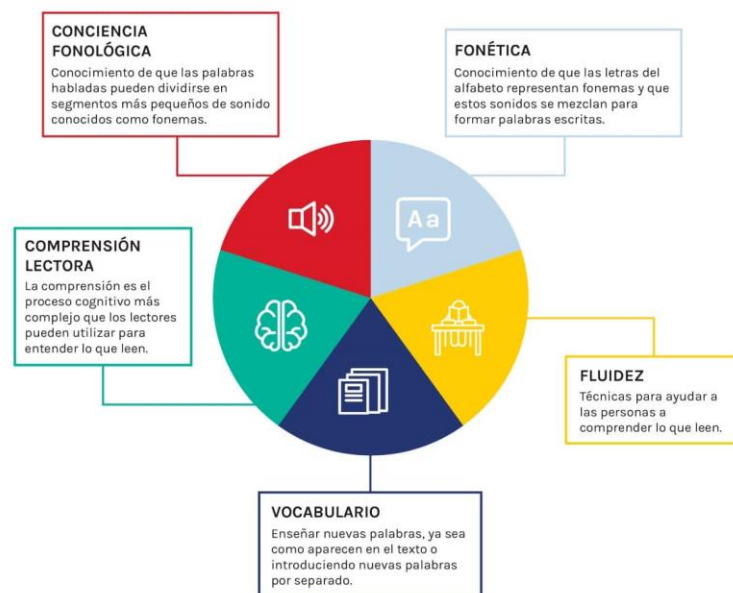 CONCIENCIA
FONOLÓGICA
Conocimiento de que las palabras
habladas pueden dividirse en
segmentos más pequeños de sonido
conocidos como fonemas.
FONÉTICA
Conocimiento de que las letras del
alfabeto representan fonemas y que
estos sonidos se mezclan para
formar palabras escritas.
Aa
COMPRENSIÓN
LECTORA
La comprensión es el
proceso cognitivo más
complejo que los lectores
pueden utilizar para
entender lo que leen.
FLUIDEZ
Técnicas para ayudar a
las personas a
comprender lo que leen.
VOCABULARIO
Enseñar nuevas palabras, ya sea
como aparecen en el texto o
introduciendo nuevas palabras
por separado.